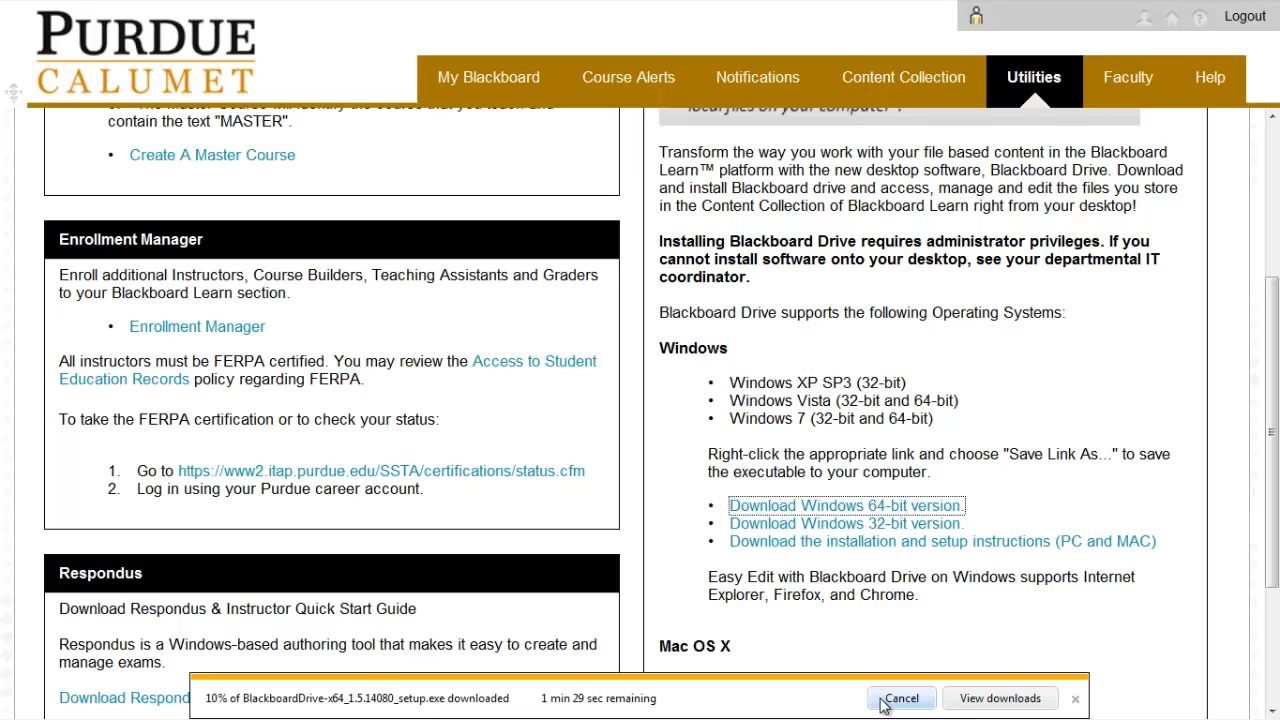 PURDUE
CALUMET
Logout
My Blackboard
Course Alerts
Notifications
Content Collection
Utilities
Faculty
Help
contain the text "MASTER".
• Create A Master Course
Enrollment Manager
Enroll additional Instructors, Course Builders, Teaching Assistants and Graders
to your Blackboard Learn section.
• Enrollment Manager
All instructors must be FERPA certified. You may review the Access to Student
Education Records policy regarding FERPA.
To take the FERPA certification or to check your status:
1. Go to https://www2.itap.purdue.edu/SSTA/certifications/status.cfm
2. Log in using your Purdue career account.
Respondus
Download Respondus & Instructor Quick Start Guide
Respondus is a Windows-based authoring tool that makes it easy to create and
manage exams.
Download Respond
local files on your computer".
Transform the way you work with your file based content in the Blackboard
Learn™ platform with the new desktop software, Blackboard Drive. Download
and install Blackboard drive and access, manage and edit the files you store
in the Content Collection of Blackboard Learn right from your desktop!
Installing Blackboard Drive requires administrator privileges. If you
cannot install software onto your desktop, see your departmental IT
coordinator.
Blackboard Drive supports the following Operating Systems:
Windows
• Windows XP SP3 (32-bit)
• Windows Vista (32-bit and 64-bit)
• Windows 7 (32-bit and 64-bit)
Right-click the appropriate link and choose "Save Link As..." to save
the executable to your computer.
• Download Windows 64-bit version.
• Download Windows 32-bit version.
• Download the installation and setup instructions (PC and MAC)
Easy Edit with Blackboard Drive on Windows supports Internet
Explorer, Firefox, and Chrome.
Mac OS X
10% of BlackboardDrive-x64_1.5.14080_setup.exe downloaded
1 min 29 sec remaining
Cancel
View downloads